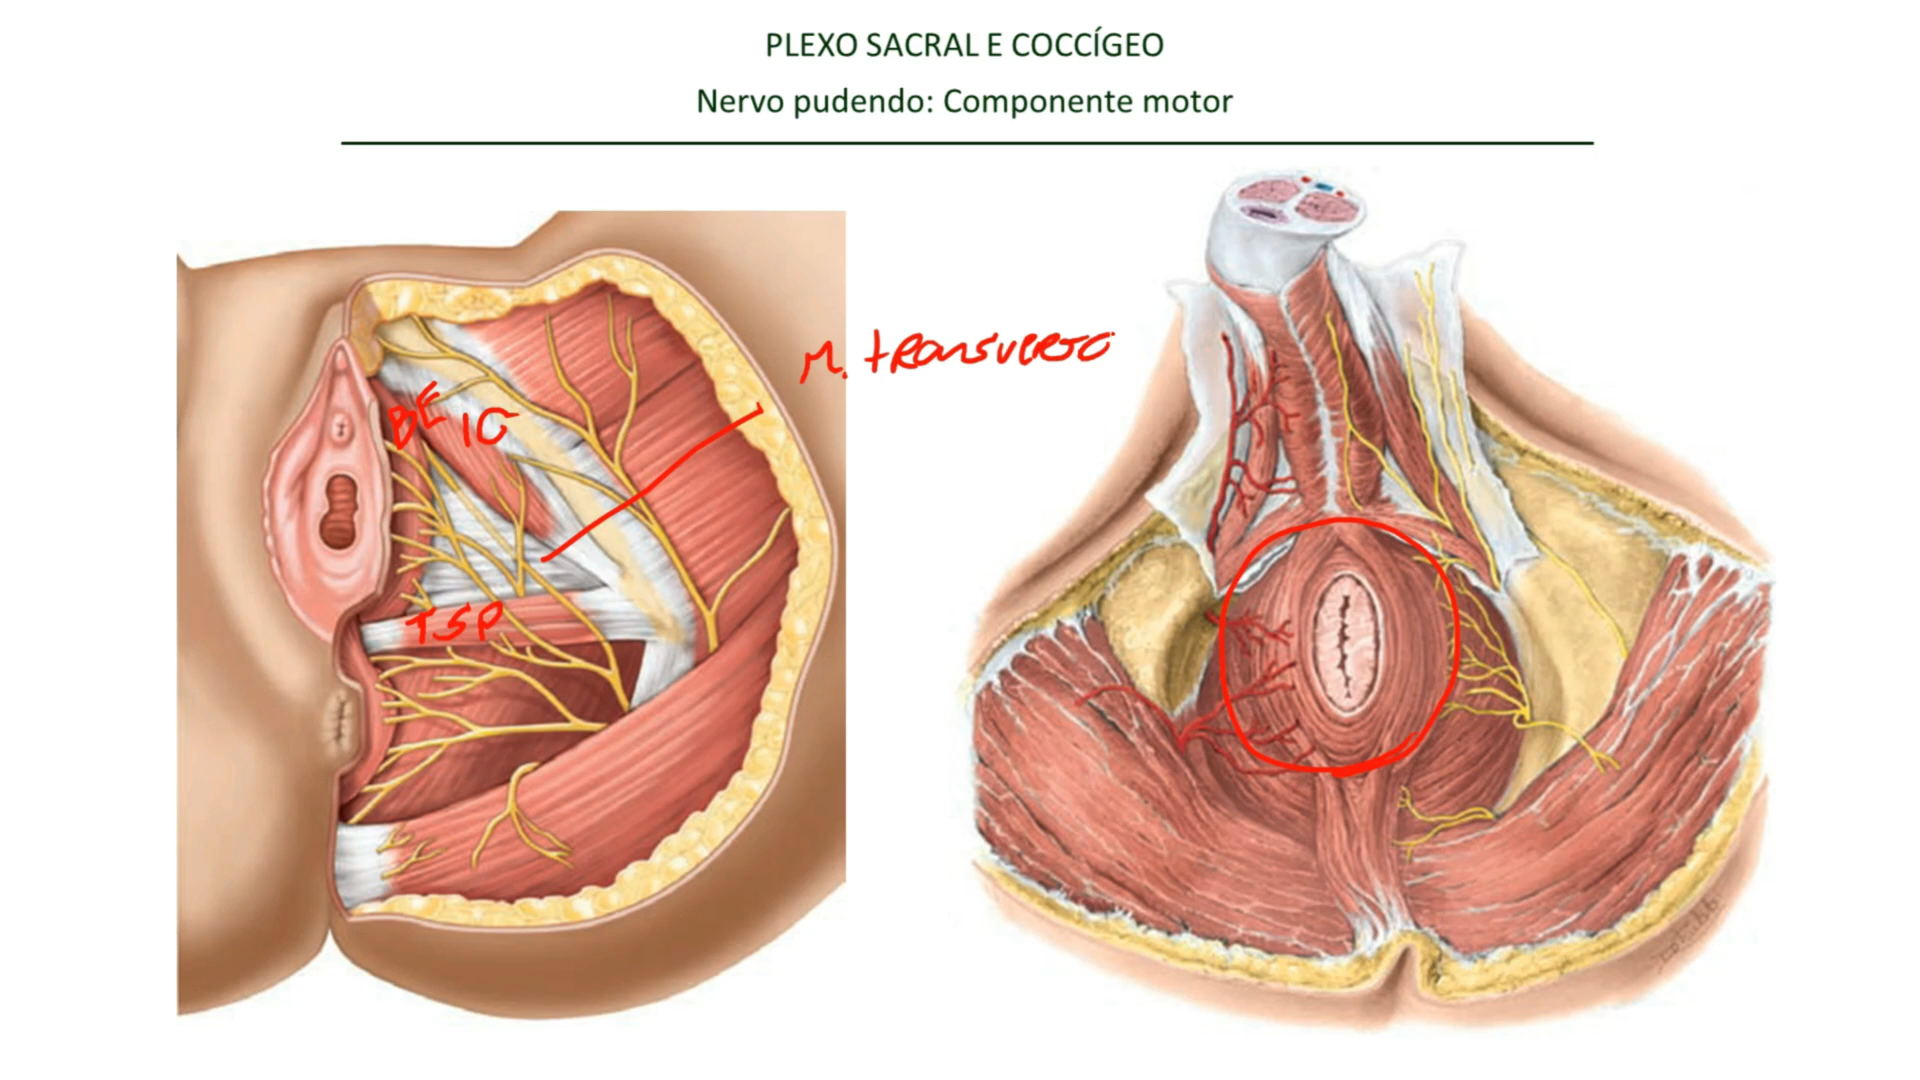 PLEXO SACRAL E COCCÍGEO
Nervo pudendo: Componente motor
M. transverso
BE IC
TSP